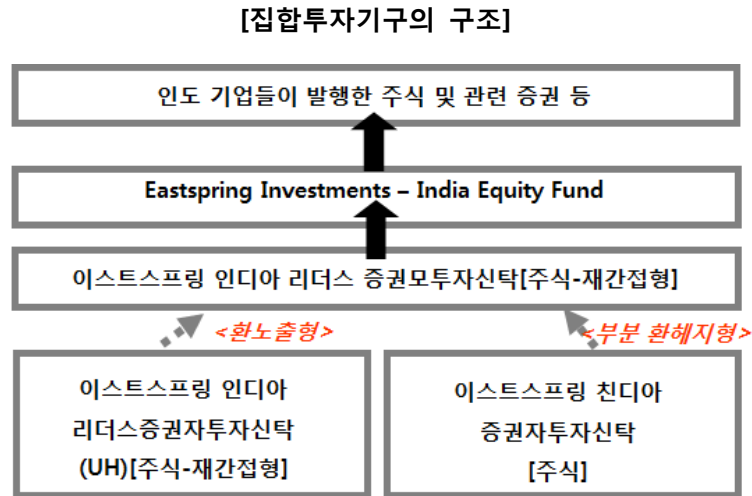 [집합투자기구의 구조]
인도 기업들이 발행한 주식 및 관련 증권 등
Eastspring Investments – India Equity Fund
이스트스프링 인디아 리더스 증권모투자신탁[주식-재간접형]
<환노출형>
<부분 환헤지형>
이스트스프링 인디아
리더스증권자투자신탁
(UH)[주식-재간접형]
이스트스프링 친디아
증권자투자신탁
[주식]